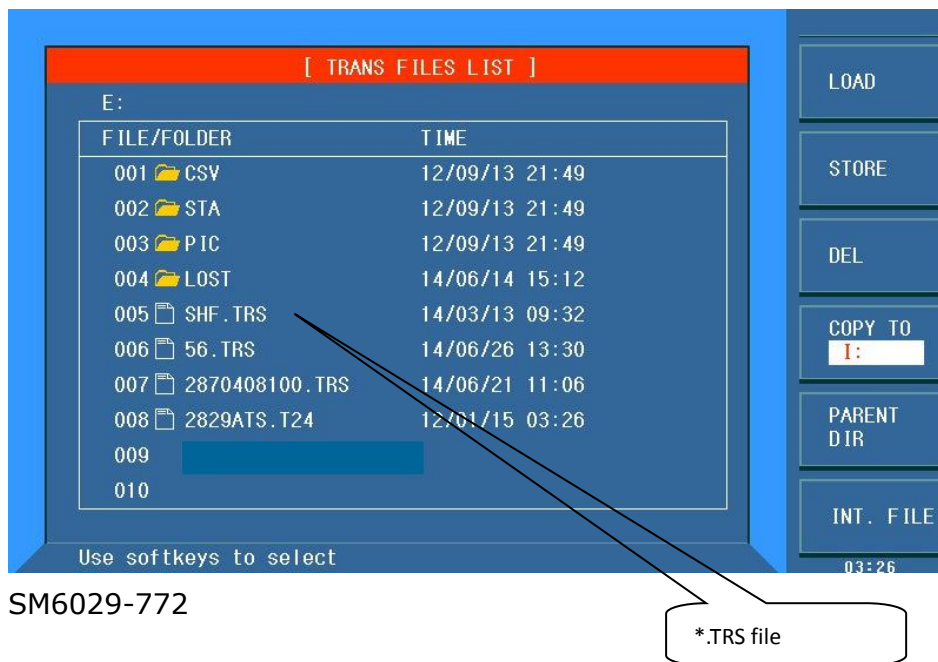 [ TRANS FILES LIST ]
E:
FILE/FOLDER TIME
001 CSV 12/09/13 21:49
002 STA 12/09/13 21:49
003 PIC 12/09/13 21:49
004 LOST 14/06/14 15:12
005 SHF.TRS 14/03/13 09:32
006 56.TRS 14/06/26 13:30
007 2870408100.TRS 14/06/21 11:06
008 2829ATS.T24 12/01/15 03:26
009
010
Use softkeys to select
LOAD
STORE
DEL
COPY TO
I:
PARENT
DIR
INT. FILE
03:26
SM6029-772
*.TRS file